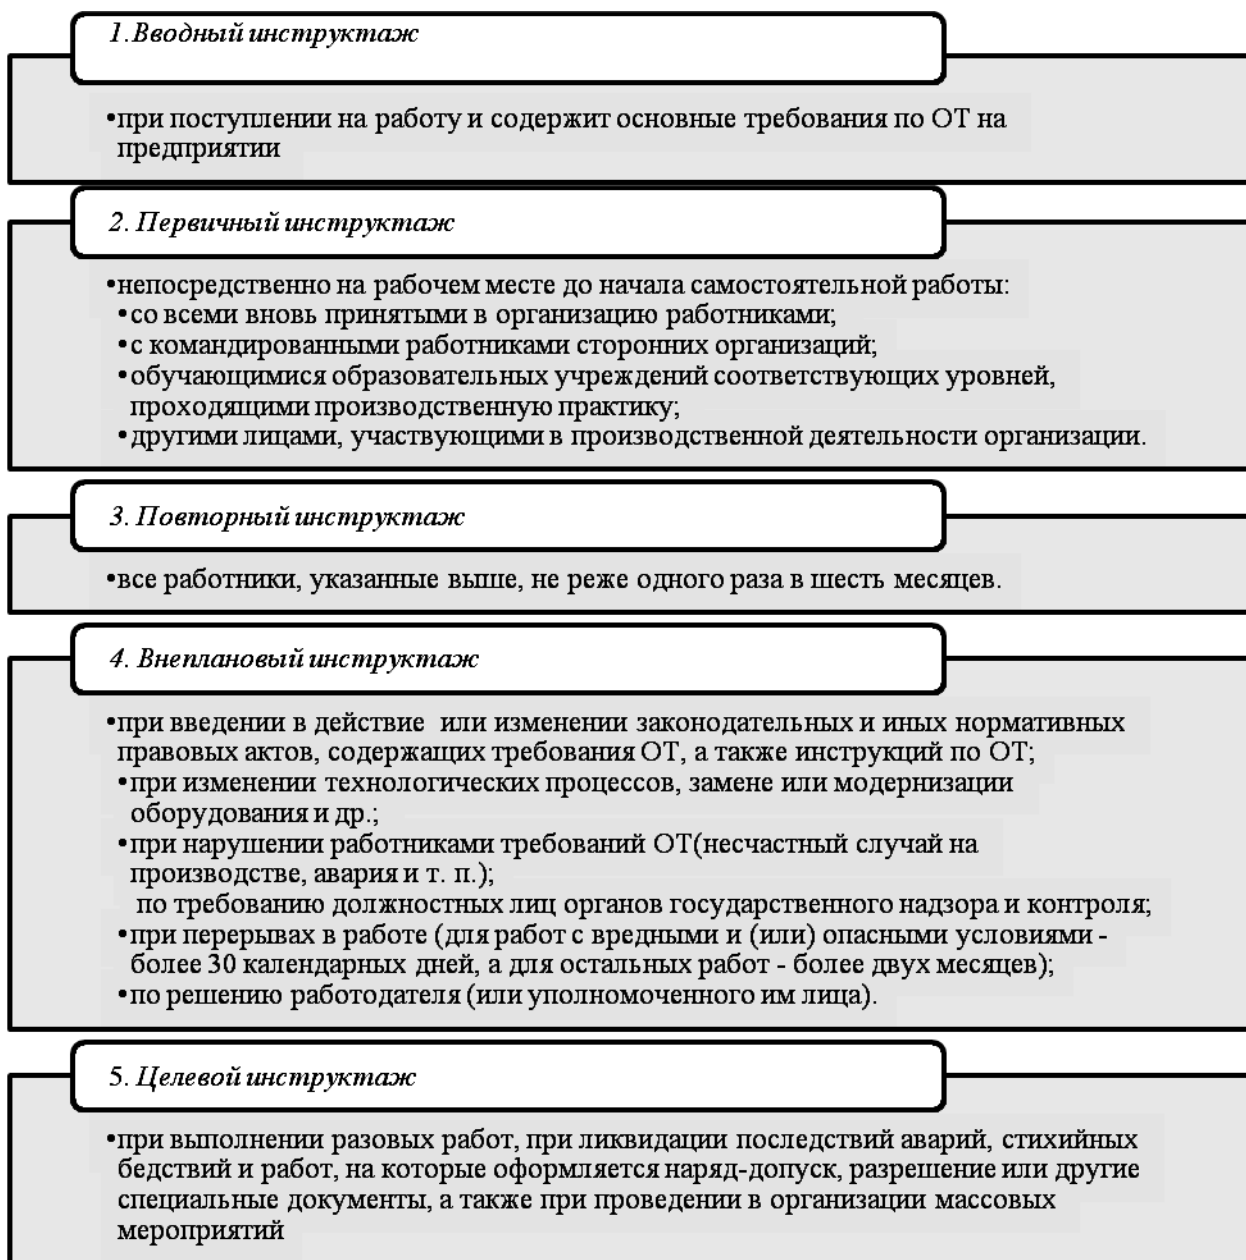 1.Вводный инструктаж
•при поступлении на работу и содержит основные требования по ОТ на
предприятии
2. Первичный инструктаж
•непосредственно на рабочем месте до начала самостоятельной работы:
•со всеми вновь принятыми в организацию работниками;
•с командированными работниками сторонних организаций;
•обучающимися образовательных учреждений соответствующих уровней,
проходящими производственную практику;
•другими лицами, участвующими в производственной деятельности организации.
3. Повторный инструктаж
•все работники, указанные выше, не реже одного раза в шесть месяцев.
4. Внеплановый инструктаж
•при введении в действие или изменении законодательных и иных нормативных
правовых актов, содержащих требования ОТ, а также инструкций по ОТ;
•при изменении технологических процессов, замене или модернизации
оборудования и др.;
•при нарушении работниками требований ОТ(несчастный случай на
производстве, авария и т. п.);
по требованию должностных лиц органов государственного надзора и контроля;
•при перерывах в работе (для работ с вредными и (или) опасными условиями -
более 30 календарных дней, а для остальных работ - более двух месяцев);
•по решению работодателя (или уполномоченного им лица).
5. Целевой инструктаж
•при выполнении разовых работ, при ликвидации последствий аварий, стихийных
бедствий и работ, на которые оформляется наряд-допуск, разрешение или другие
специальные документы, а также при проведении в организации массовых
мероприятий